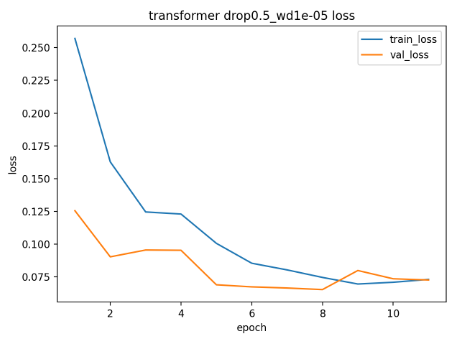 transformer drop0.5_wd1e-05 loss
train_loss
val_loss
0.250
0.225
0.200
0.175
0.150
0.125
0.100
0.075
loss
2 4 6 8 10
epoch